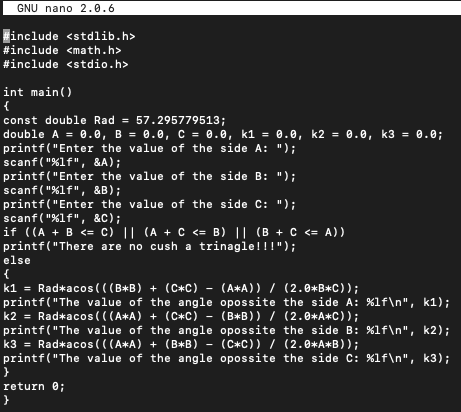 GNU nano 2.0.6
#include <stdlib.h>
#include <math.h>
#include <stdio.h>
int main()
{
const double Rad = 57.295779513;
double A = 0.0, B = 0.0, C = 0.0, k1 = 0.0, k2 = 0.0, k3 = 0.0;
printf("Enter the value of the side A: ");
scanf("%lf", &A);
printf("Enter the value of the side B: ");
scanf("%lf", &B);
printf("Enter the value of the side C: ");
scanf("%lf", &C);
if ((A + B <= C) || (A + C <= B) || (B + C <= A))
printf("There are no cush a trinagle!!!");
else
{
k1 = Rad*acos(((B*B) + (C*C) - (A*A)) / (2.0*B*C));
printf("The value of the angle opossite the side A: %lf\n", k1);
k2 = Rad*acos(((A*A) + (C*C) - (B*B)) / (2.0*A*C));
printf("The value of the angle opossite the side B: %lf\n", k2);
k3 = Rad*acos(((A*A) + (B*B) - (C*C)) / (2.0*A*B));
printf("The value of the angle opossite the side C: %lf\n", k3);
}
return 0;
}